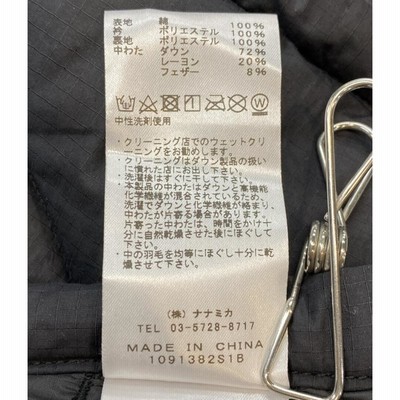 表地 綿 100%
衿 ポリエステル 100%
裏地 ポリエステル 100%
中わた ダウン 72%
レーヨン 20%
フェザー 8%
中性洗剤使用
・クリーニング店でのウェットクリ
ーニングをお勧めします。
・クリーニングはダウン製品の扱い
に慣れた店にお出し下さい。
・洗濯後はすぐに干して下さい。
・本製品の中わたはダウンと高機能
化学繊維が混合されているため、
洗濯でダウンと化学繊維が絡まり、
中わたが片寄る場合があります。
片寄った中わたは、時間をかけ十
分に自然乾燥させた後にほぐし
て下さい。
・中の羽毛を均等にほぐし十分に乾
燥させて下さい。
(株) ナナミカ
TEL 03-5728-8717
MADE IN CHINA
1091382S1B